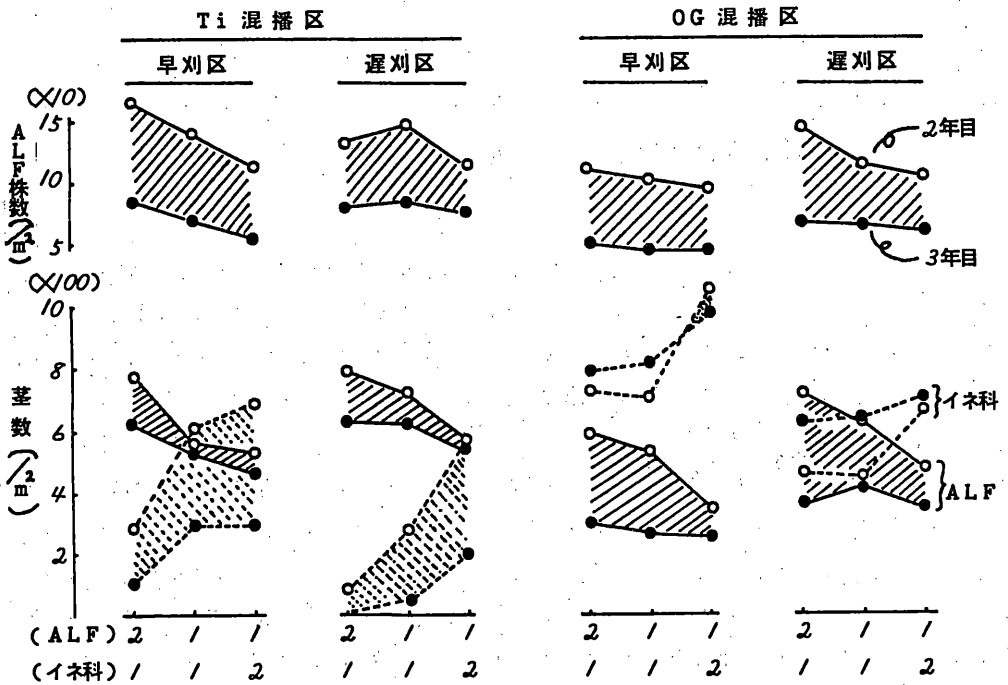 Ti 混播区 OG 混播区
早刈区 遅刈区 早刈区 遅刈区
(×10)
15
10
5
ALF株数(/m²)
2年目
3年目
(×100)
10
8
6
4
2
茎数(/m²)
イネ科
ALF
(ALF) 2 1 1 2 1 1 2 1 1 2 1 1
(イネ科) 1 1 2 1 1 2 1 1 2 1 1 2